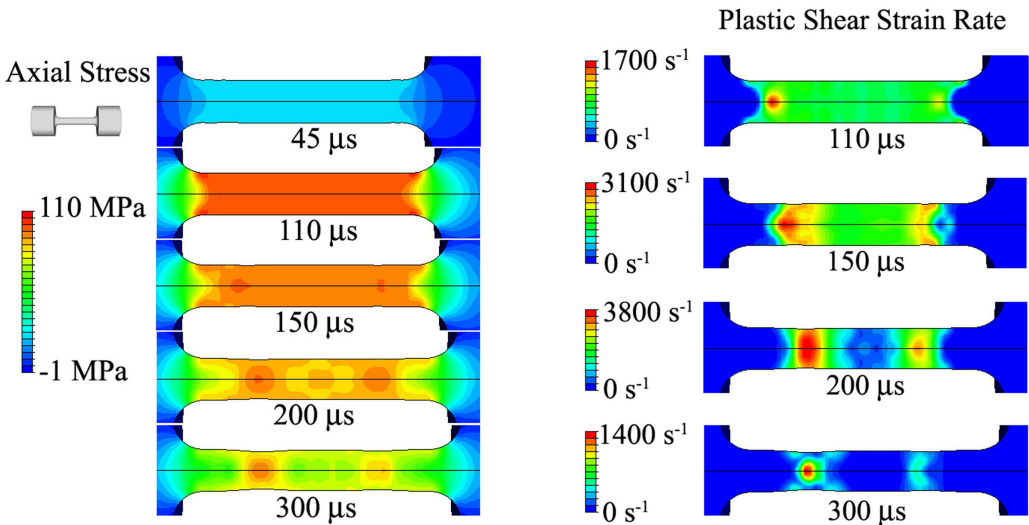 Plastic Shear Strain Rate
Axial Stress
45 μs
110 MPa
110 μs
150 μs
-1 MPa
200 μs
300 μs
1700 s⁻¹
0 s⁻¹
110 μs
3100 s⁻¹
0 s⁻¹
150 μs
3800 s⁻¹
0 s⁻¹
200 μs
1400 s⁻¹
0 s⁻¹
300 μs